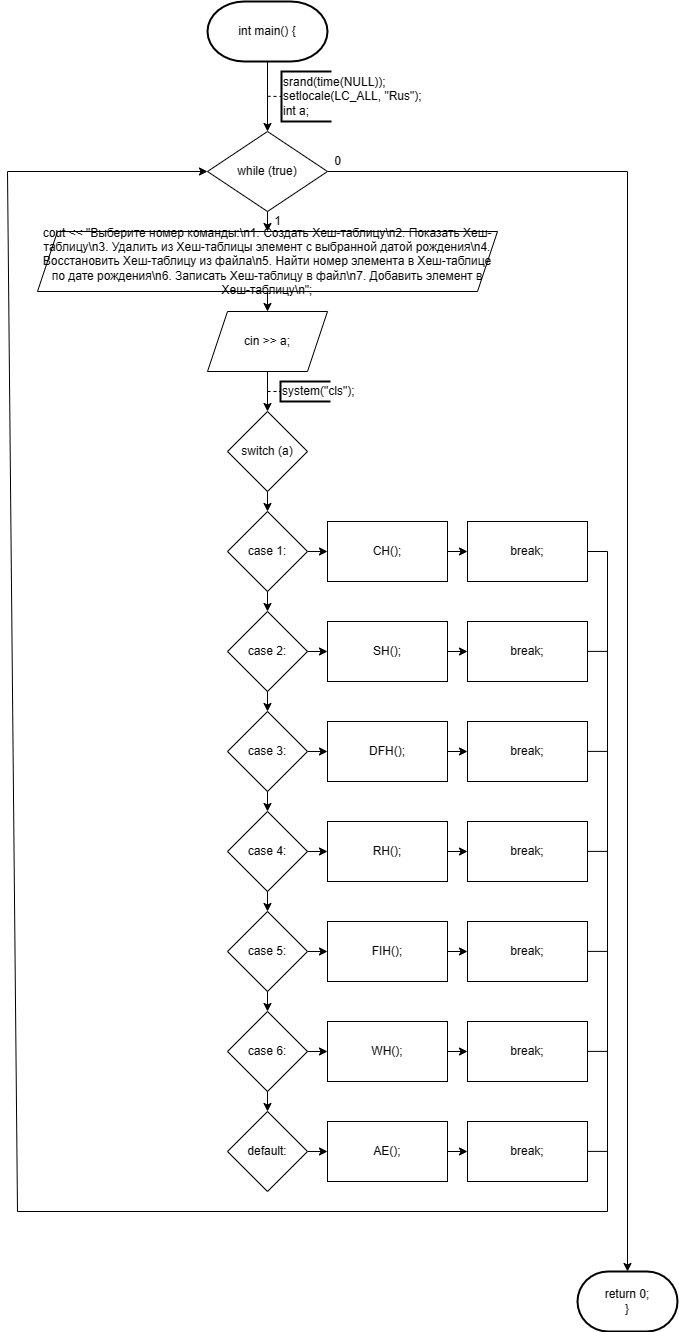 int main() {
srand(time(NULL));
setlocale(LC_ALL, "Rus");
int a;
while (true)
0
1
cout << "Выберите номер команды:\n1. Создать Хеш-таблицу\n2. Показать Хеш-
таблицу\n3. Удалить из Хеш-таблицы элемент с выбранной датой рождения\n4.
Восстановить Хеш-таблицу из файла\n5. Найти номер элемента в Хеш-таблице
по дате рождения\n6. Записать Хеш-таблицу в файл\n7. Добавить элемент в
Хеш-таблицу\n";
cin >> a;
system("cls");
switch (a)
case 1:
CH();
break;
case 2:
SH();
break;
case 3:
DFH();
break;
case 4:
RH();
break;
case 5:
FIH();
break;
case 6:
WH();
break;
default:
AE();
break;
return 0;
}